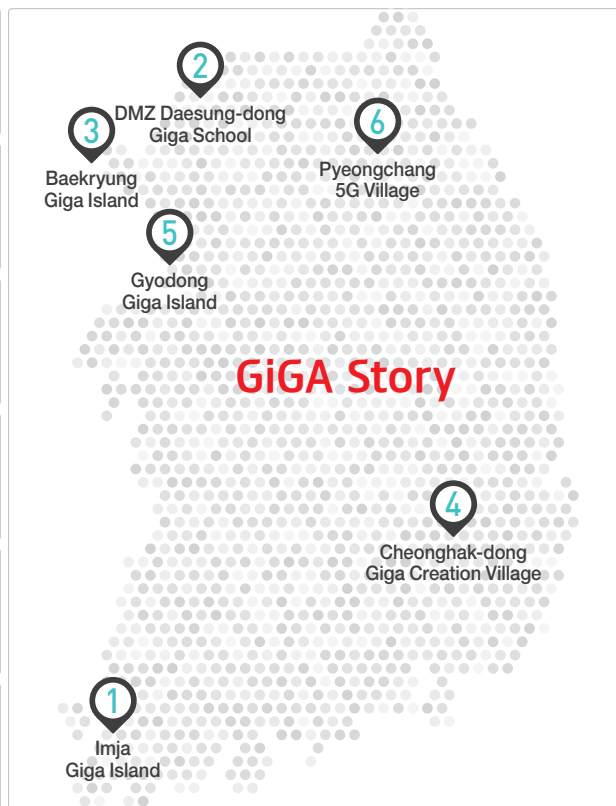 2
DMZ Daesung-dong
Giga School
3
Baekryung
Giga Island
6
Pyeongchang
5G Village
5
Gyodong
Giga Island
GiGA Story
4
Cheonghak-dong
Giga Creation Village
1
Imja
Giga Island